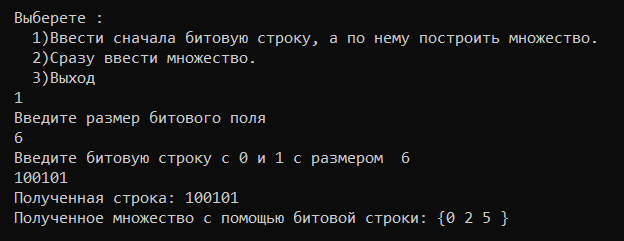 Выберете :
  1)Ввести сначала битовую строку, а по нему построить множество.
  2)Сразу ввести множество.
  3)Выход
1
Введите размер битового поля
6
Введите битовую строку с 0 и 1 с размером  6
100101
Полученная строка: 100101
Полученное множество с помощью битовой строки: {0 2 5 }